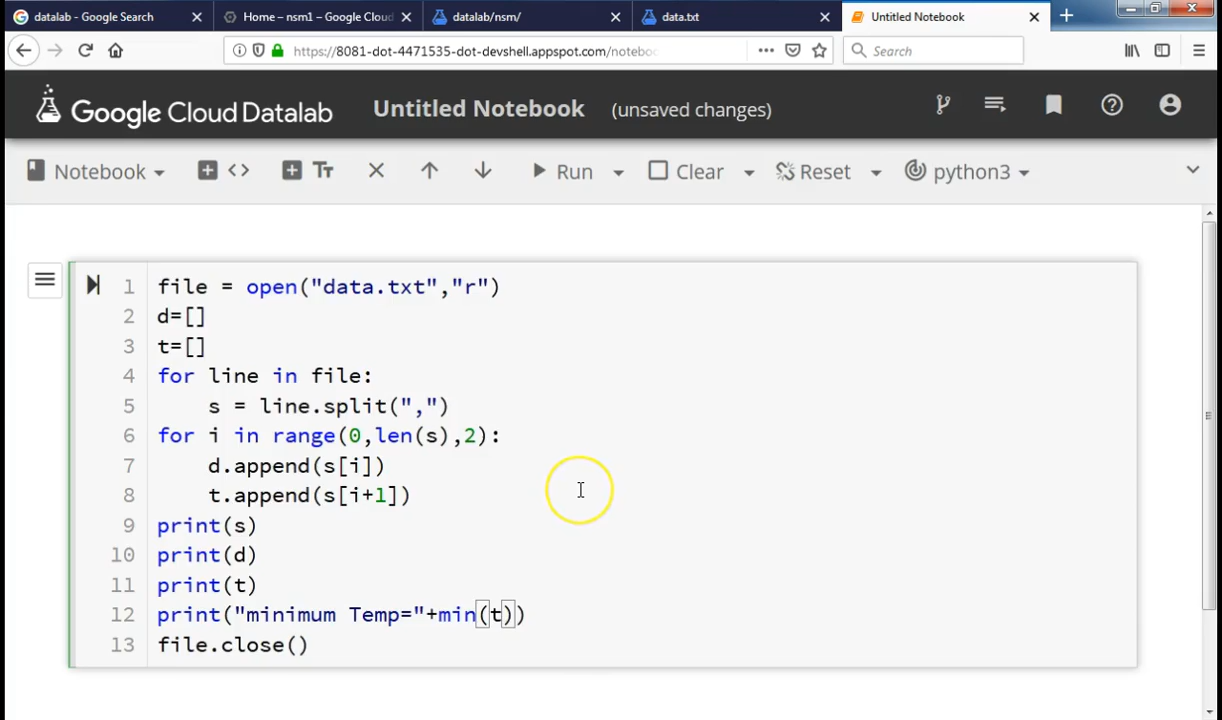 datalab - Google Search
Home – nsm1 – Google Cloud
datalab/nsm/
data.txt
Untitled Notebook
https://8081-dot-4471535-dot-devshell.appspot.com/notebo
Search
Google Cloud Datalab Untitled Notebook (unsaved changes)
Notebook
Run
Clear
Reset
python3
1 file = open("data.txt","r")
2 d=[]
3 t=[]
4 for line in file:
5 s = line.split(",")
6 for i in range(0,len(s),2):
7 d.append(s[i])
8 t.append(s[i+1])
9 print(s)
10 print(d)
11 print(t)
12 print("minimum Temp="+min(t))
13 file.close()